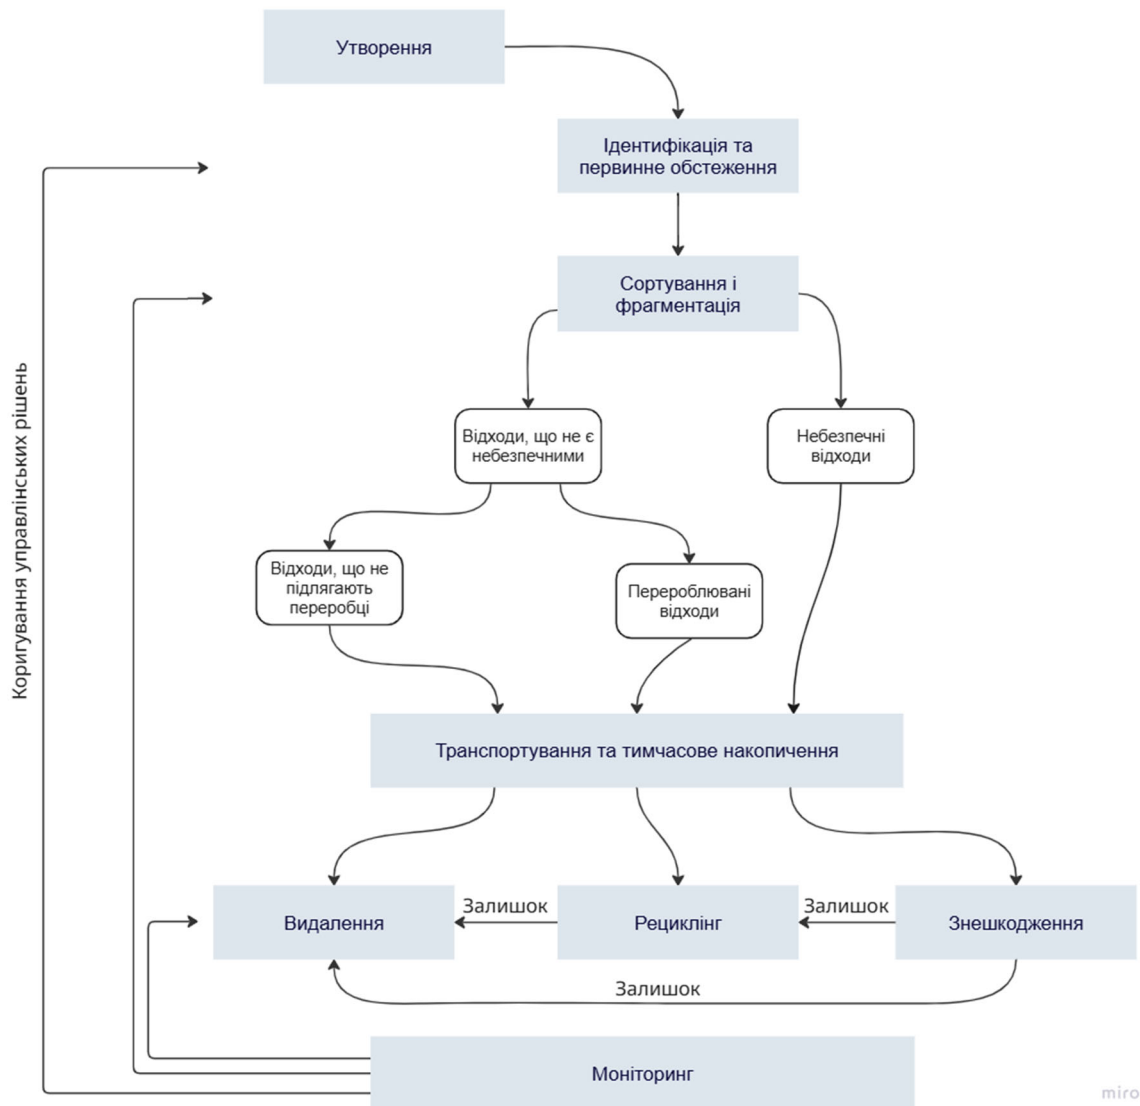 Утворення
Ідентифікація та
первинне обстеження
Сортування і
фрагментація
Коригування управлінських рішень
Відходи, що не є
небезпечними
Небезпечні
відходи
Відходи, що не
підлягають
переробці
Перероблювані
відходи
Транспортування та тимчасове накопичення
Видалення
Залишок
Рециклінг
Залишок
Знешкодження
Залишок
Моніторинг
miro